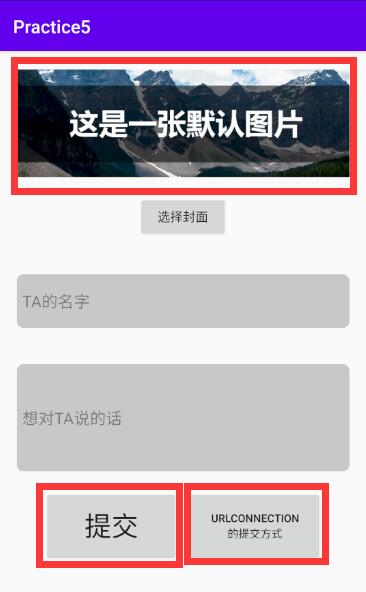 Practice5
这是一张默认图片
选择封面
TA的名字
想对TA说的话
提交
URLCONNECTION
的提交方式